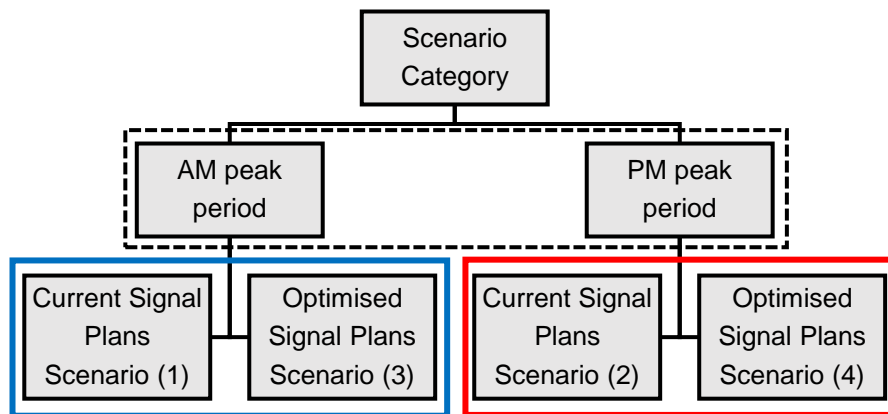 Scenario
Category
AM peak
period
PM peak
period
Current Signal
Plans
Scenario (1)
Optimised
Signal Plans
Scenario (3)
Current Signal
Plans
Scenario (2)
Optimised
Signal Plans
Scenario (4)